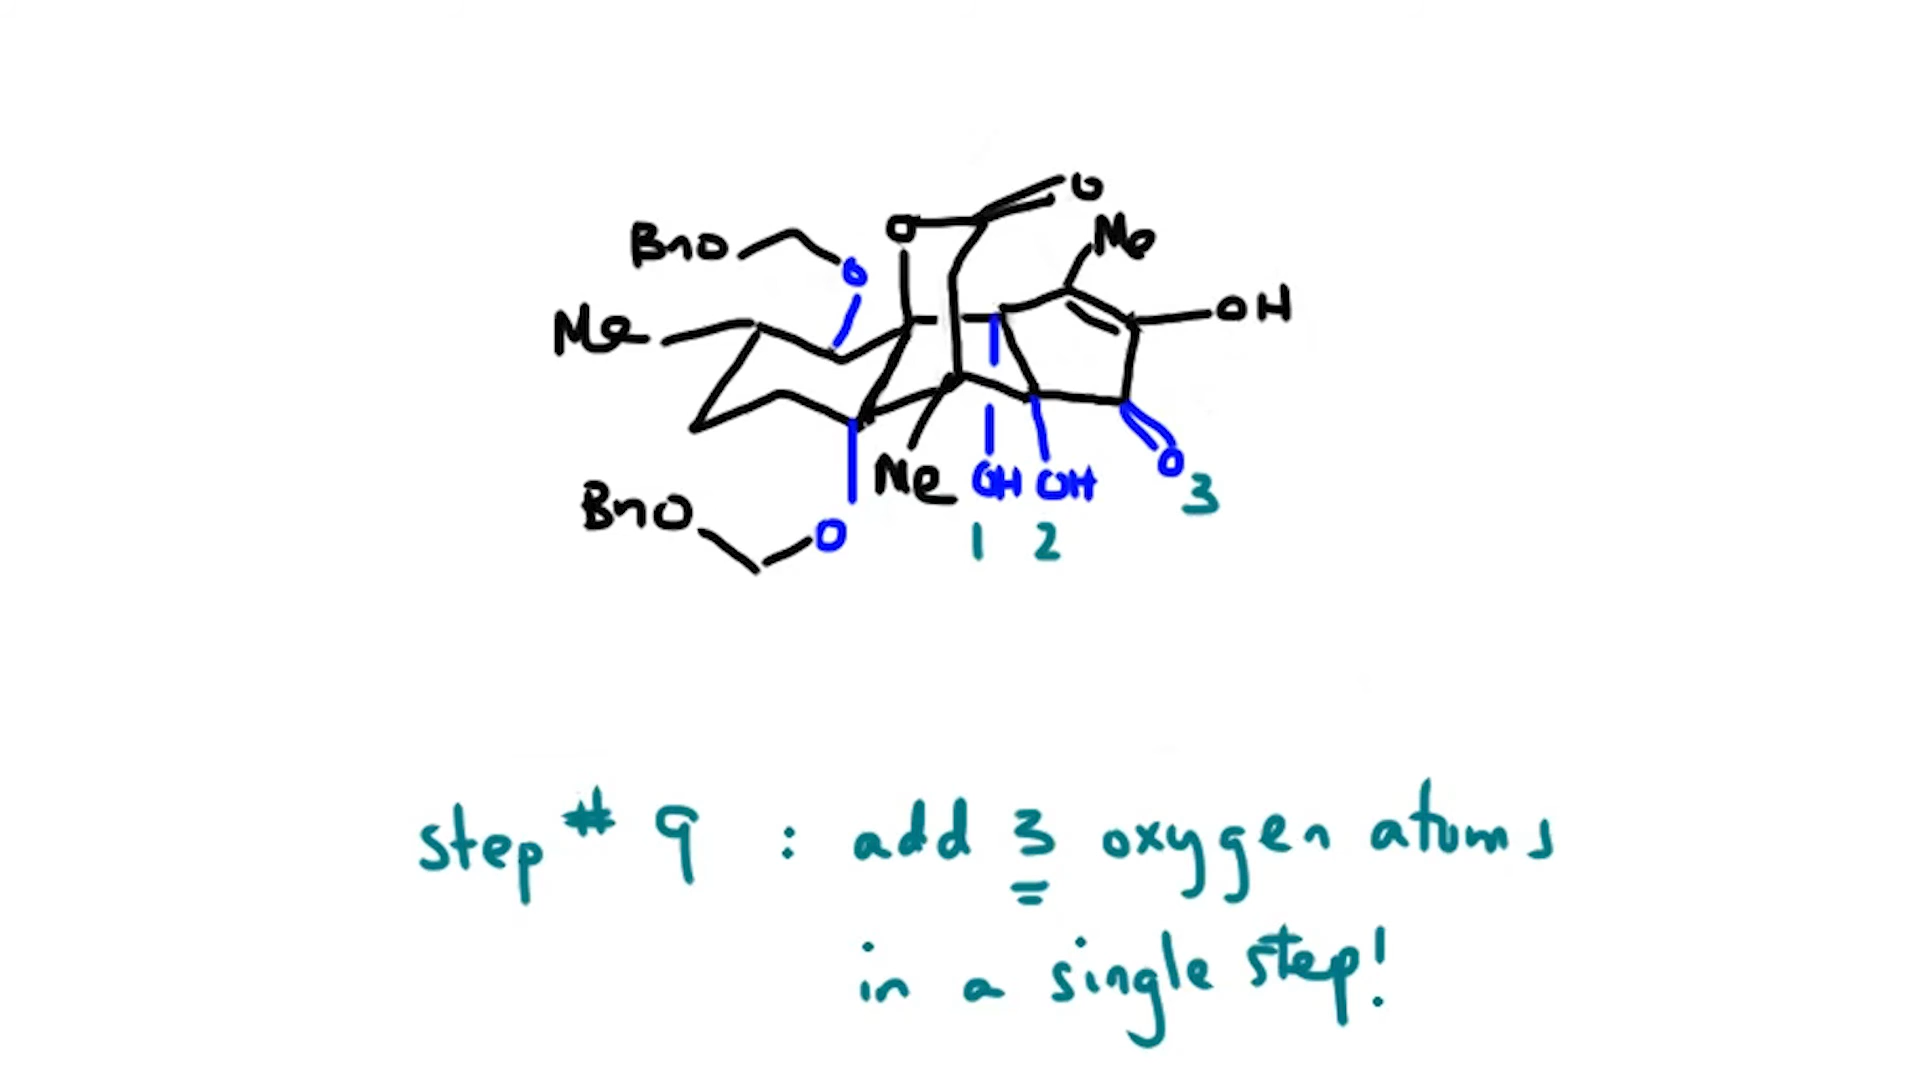 O
Me
O
BnO
O
OH
Me
Me
OH
OH
O
3
BnO
O
1
2
step # 9 : add 3 oxygen atoms
in a single step!